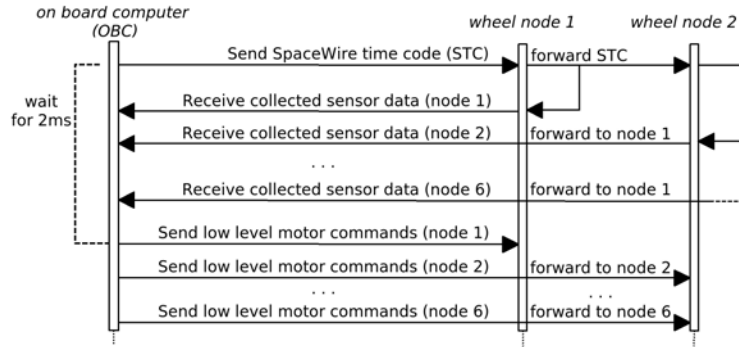 on board computer
(OBC)
wheel node 1
wheel node 2
Send SpaceWire time code (STC)
forward STC
wait
for 2ms
Receive collected sensor data (node 1)
Receive collected sensor data (node 2)
forward to node 1
. . .
Receive collected sensor data (node 6)
forward to node 1
Send low level motor commands (node 1)
Send low level motor commands (node 2)
forward to node 2
. . .
. . .
Send low level motor commands (node 6)
forward to node 6